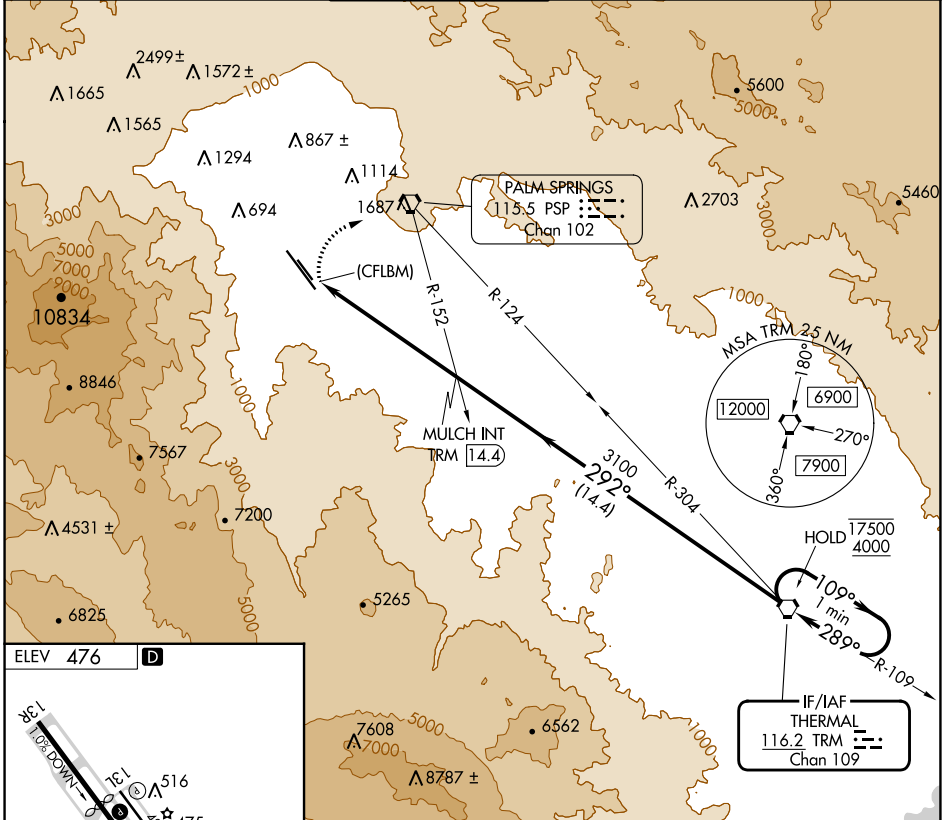 2499±
1572±
1665
1000
5600
5000
1565
1294
867 ±
1114
694
1687
PALM SPRINGS
115.5 PSP
Chan 102
2703
3000
5460
3000
5000
7000
9000
10834
(CFLBM)
R-152
R-124
1000
MSA TRM 25 NM
180°
12000
6900
270°
7900
360°
8846
1000
MULCH INT
TRM 14.4
7567
3000
3100
292°
(14.4)
R-304
7200
4531 ±
HOLD 17500
4000
109°
1 min
289°
R-109
5265
6825
5000
ELEV 476 D
IF/IAF
THERMAL
116.2 TRM
Chan 109
13R
1.0% DOWN
13L
P
516
P
5000
7608
7000
6562
8787 ±
1000